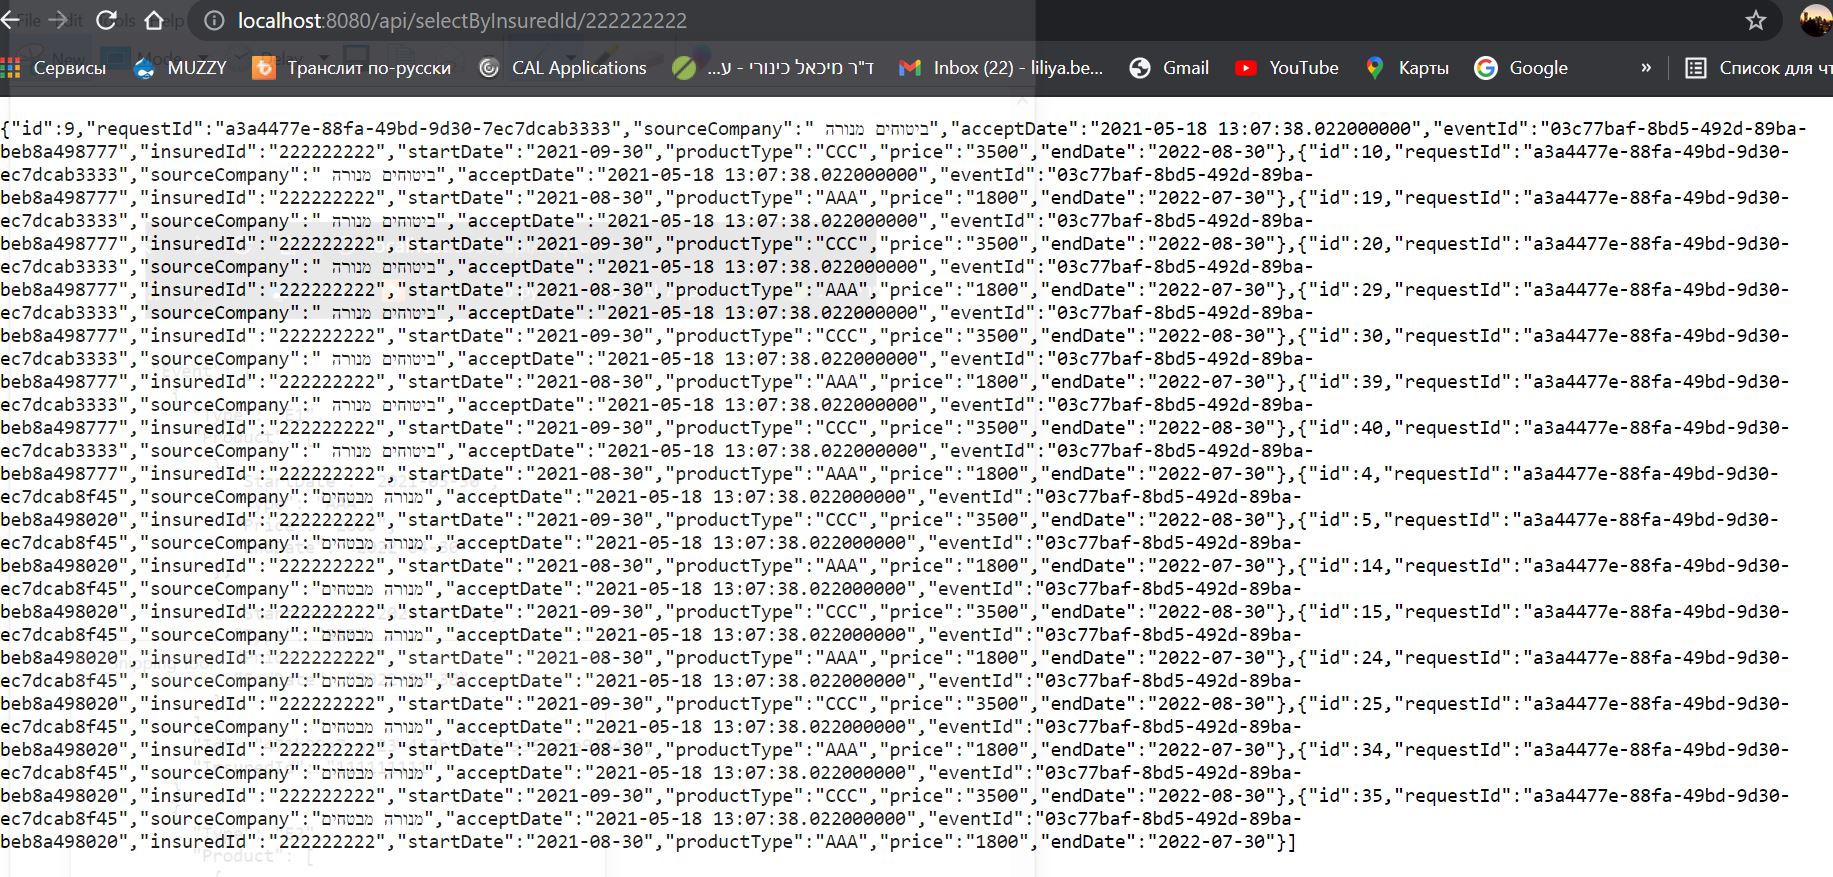 File Edit Tools Help
localhost:8080/api/selectByInsuredId/222222222
New Mode Delay
Сервисы MUZZY Транслит по-русски CAL Applications ד"ר מיכאל כינורי - ע... Inbox (22) - liliya.be... Gmail YouTube Карты Google » Список для чт
{"id":9,"requestId":"a3a4477e-88fa-49bd-9d30-7ec7dcab3333","sourceCompany":" ביטוחים מנורה","acceptDate":"2021-05-18 13:07:38.022000000","eventId":"03c77baf-8bd5-492d-89ba-
beb8a498777","insuredId":"222222222","startDate":"2021-09-30","productType":"CCC","price":"3500","endDate":"2022-08-30"},{"id":10,"requestId":"a3a4477e-88fa-49bd-9d30-
ec7dcab3333","sourceCompany":" ביטוחים מנורה","acceptDate":"2021-05-18 13:07:38.022000000","eventId":"03c77baf-8bd5-492d-89ba-
beb8a498777","insuredId":"222222222","startDate":"2021-08-30","productType":"AAA","price":"1800","endDate":"2022-07-30"},{"id":19,"requestId":"a3a4477e-88fa-49bd-9d30-
ec7dcab3333","sourceCompany":" ביטוחים מנורה","acceptDate":"2021-05-18 13:07:38.022000000","eventId":"03c77baf-8bd5-492d-89ba-
beb8a498777","insuredId":"222222222","startDate":"2021-09-30","productType":"CCC","price":"3500","endDate":"2022-08-30"},{"id":20,"requestId":"a3a4477e-88fa-49bd-9d30-
ec7dcab3333","sourceCompany":" ביטוחים מנורה","acceptDate":"2021-05-18 13:07:38.022000000","eventId":"03c77baf-8bd5-492d-89ba-
beb8a498777","insuredId":"222222222","startDate":"2021-08-30","productType":"AAA","price":"1800","endDate":"2022-07-30"},{"id":29,"requestId":"a3a4477e-88fa-49bd-9d30-
ec7dcab3333","sourceCompany":" ביטוחים מנורה","acceptDate":"2021-05-18 13:07:38.022000000","eventId":"03c77baf-8bd5-492d-89ba-
beb8a498777","insuredId":"222222222","startDate":"2021-09-30","productType":"CCC","price":"3500","endDate":"2022-08-30"},{"id":30,"requestId":"a3a4477e-88fa-49bd-9d30-
ec7dcab3333","sourceCompany":" ביטוחים מנורה","acceptDate":"2021-05-18 13:07:38.022000000","eventId":"03c77baf-8bd5-492d-89ba-
beb8a498777","insuredId":"222222222","startDate":"2021-08-30","productType":"AAA","price":"1800","endDate":"2022-07-30"},{"id":39,"requestId":"a3a4477e-88fa-49bd-9d30-
ec7dcab3333","sourceCompany":" ביטוחים מנורה","acceptDate":"2021-05-18 13:07:38.022000000","eventId":"03c77baf-8bd5-492d-89ba-
beb8a498777","insuredId":"222222222","startDate":"2021-09-30","productType":"CCC","price":"3500","endDate":"2022-08-30"},{"id":40,"requestId":"a3a4477e-88fa-49bd-9d30-
ec7dcab3333","sourceCompany":" ביטוחים מנורה","acceptDate":"2021-05-18 13:07:38.022000000","eventId":"03c77baf-8bd5-492d-89ba-
beb8a498777","insuredId":"222222222","startDate":"2021-08-30","productType":"AAA","price":"1800","endDate":"2022-07-30"},{"id":4,"requestId":"a3a4477e-88fa-49bd-9d30-
ec7dcab8f45","sourceCompany":"מנורה מבטחים","acceptDate":"2021-05-18 13:07:38.022000000","eventId":"03c77baf-8bd5-492d-89ba-
beb8a498020","insuredId":"222222222","startDate":"2021-09-30","productType":"CCC","price":"3500","endDate":"2022-08-30"},{"id":5,"requestId":"a3a4477e-88fa-49bd-9d30-
ec7dcab8f45","sourceCompany":"מנורה מבטחים","acceptDate":"2021-05-18 13:07:38.022000000","eventId":"03c77baf-8bd5-492d-89ba-
beb8a498020","insuredId":"222222222","startDate":"2021-08-30","productType":"AAA","price":"1800","endDate":"2022-07-30"},{"id":14,"requestId":"a3a4477e-88fa-49bd-9d30-
ec7dcab8f45","sourceCompany":"מנורה מבטחים","acceptDate":"2021-05-18 13:07:38.022000000","eventId":"03c77baf-8bd5-492d-89ba-
beb8a498020","insuredId":"222222222","startDate":"2021-09-30","productType":"CCC","price":"3500","endDate":"2022-08-30"},{"id":15,"requestId":"a3a4477e-88fa-49bd-9d30-
ec7dcab8f45","sourceCompany":"מנורה מבטחים","acceptDate":"2021-05-18 13:07:38.022000000","eventId":"03c77baf-8bd5-492d-89ba-
beb8a498020","insuredId":"222222222","startDate":"2021-08-30","productType":"AAA","price":"1800","endDate":"2022-07-30"},{"id":24,"requestId":"a3a4477e-88fa-49bd-9d30-
ec7dcab8f45","sourceCompany":"מנורה מבטחים","acceptDate":"2021-05-18 13:07:38.022000000","eventId":"03c77baf-8bd5-492d-89ba-
beb8a498020","insuredId":"222222222","startDate":"2021-09-30","productType":"CCC","price":"3500","endDate":"2022-08-30"},{"id":25,"requestId":"a3a4477e-88fa-49bd-9d30-
ec7dcab8f45","sourceCompany":"מנורה מבטחים","acceptDate":"2021-05-18 13:07:38.022000000","eventId":"03c77baf-8bd5-492d-89ba-
beb8a498020","insuredId":"222222222","startDate":"2021-08-30","productType":"AAA","price":"1800","endDate":"2022-07-30"},{"id":34,"requestId":"a3a4477e-88fa-49bd-9d30-
ec7dcab8f45","sourceCompany":"מנורה מבטחים","acceptDate":"2021-05-18 13:07:38.022000000","eventId":"03c77baf-8bd5-492d-89ba-
beb8a498020","insuredId":"222222222","startDate":"2021-09-30","productType":"CCC","price":"3500","endDate":"2022-08-30"},{"id":35,"requestId":"a3a4477e-88fa-49bd-9d30-
ec7dcab8f45","sourceCompany":"מנורה מבטחים","acceptDate":"2021-05-18 13:07:38.022000000","eventId":"03c77baf-8bd5-492d-89ba-
beb8a498020","insuredId":"222222222","startDate":"2021-08-30","productType":"AAA","price":"1800","endDate":"2022-07-30"}]
"Product": [